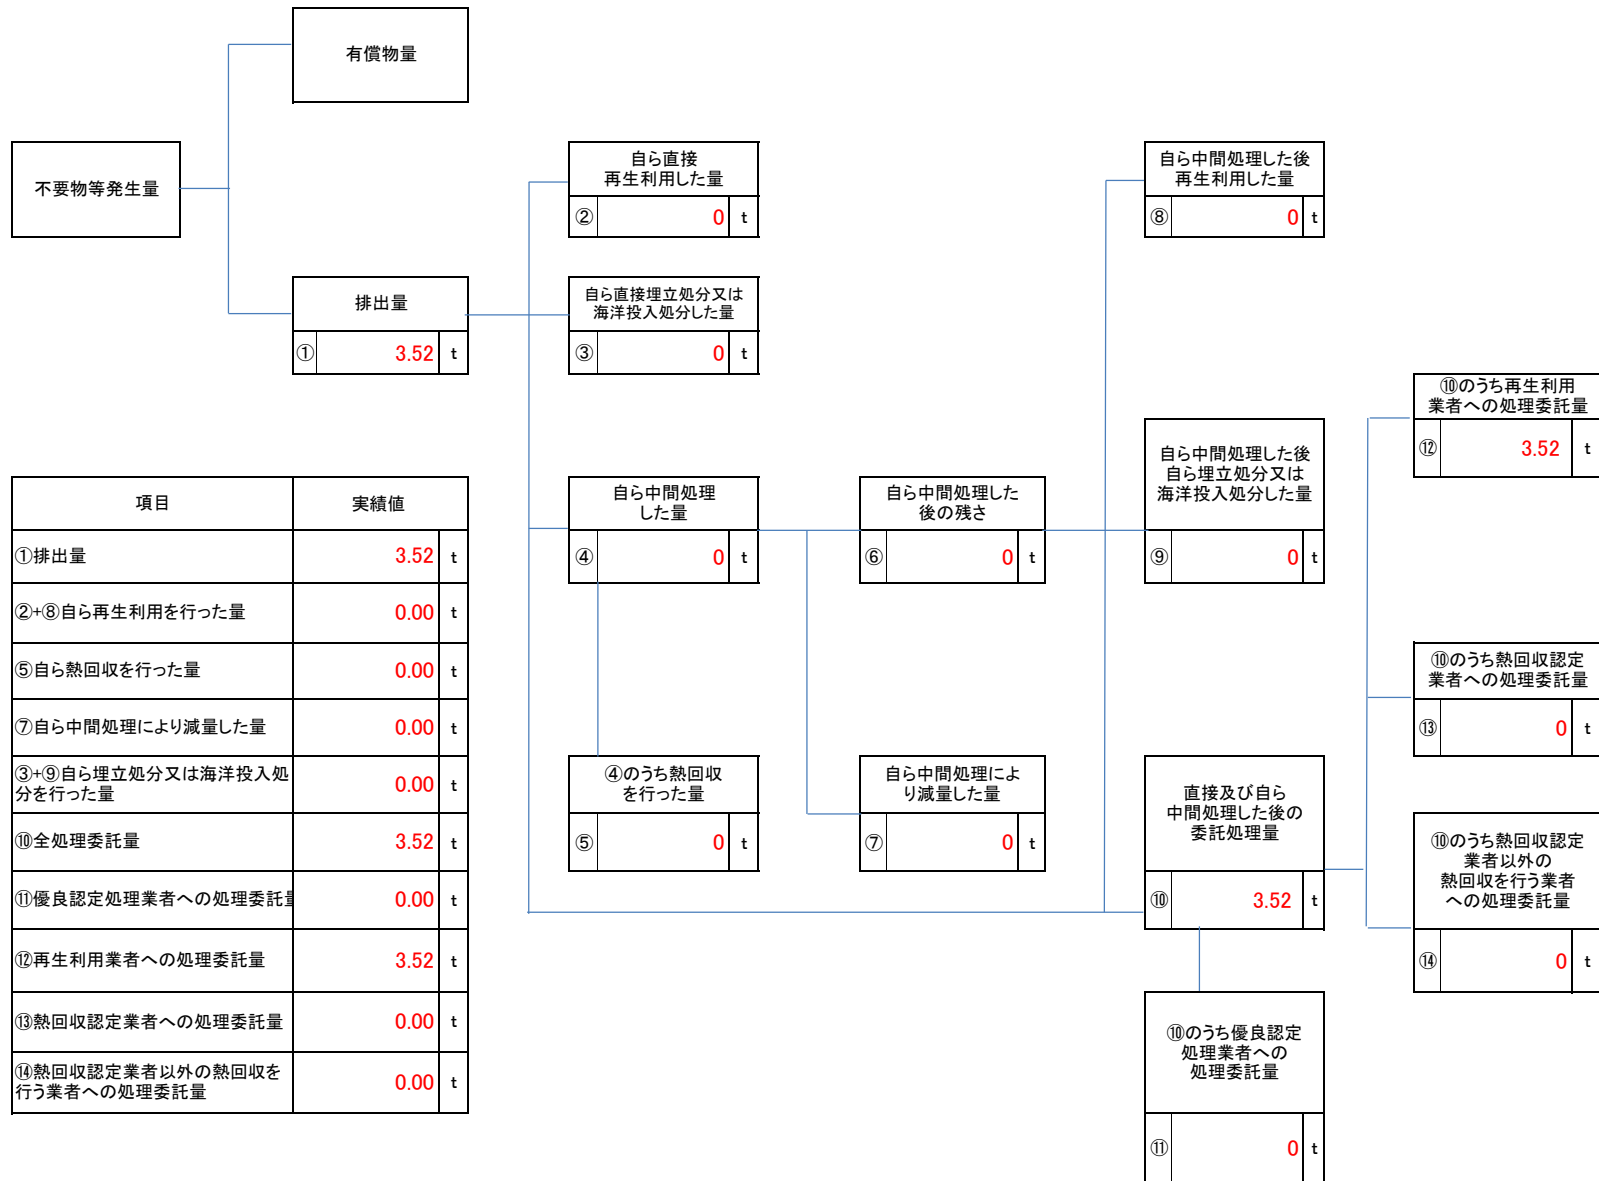 有償物量
不要物等発生量
排出量
① 3.52 t
自ら直接
再生利用した量
② 0 t
自ら直接埋立処分又は
海洋投入処分した量
③ 0 t
自ら中間処理
した量
④ 0 t
④のうち熱回収
を行った量
⑤ 0 t
自ら中間処理した
後の残さ
⑥ 0 t
自ら中間処理によ
り減量した量
⑦ 0 t
自ら中間処理した後
再生利用した量
⑧ 0 t
自ら中間処理した後
自ら埋立処分又は
海洋投入処分した量
⑨ 0 t
直接及び自ら
中間処理した後の
委託処理量
⑩ 3.52 t
⑩のうち優良認定
処理業者への
処理委託量
⑪ 0 t
⑩のうち再生利用
業者への処理委託量
⑫ 3.52 t
⑩のうち熱回収認定
業者への処理委託量
⑬ 0 t
⑩のうち熱回収認定
業者以外の
熱回収を行う業者
への処理委託量
⑭ 0 t
項目 実績値
①排出量 3.52 t
②+⑧自ら再生利用を行った量 0.00 t
⑤自ら熱回収を行った量 0.00 t
⑦自ら中間処理により減量した量 0.00 t
③+⑨自ら埋立処分又は海洋投入処
分を行った量 0.00 t
⑩全処理委託量 3.52 t
⑪優良認定処理業者への処理委託量 0.00 t
⑫再生利用業者への処理委託量 3.52 t
⑬熱回収認定業者への処理委託量 0.00 t
⑭熱回収認定業者以外の熱回収を
行う業者への処理委託量 0.00 t